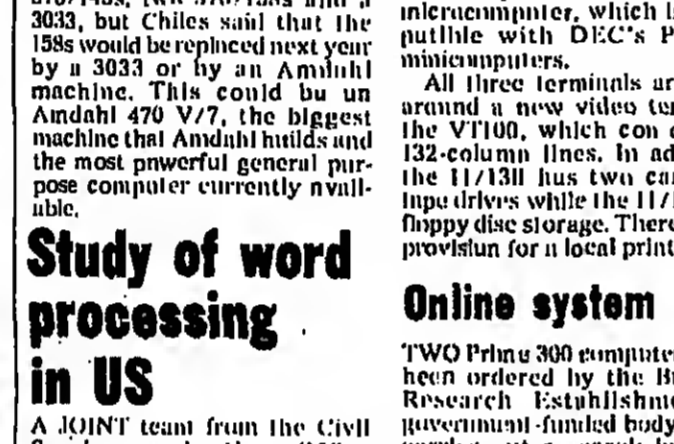 3033, but Chiles said that the
158s would be replaced next year
by a 3033 or by an Amdahl
machine. This could be an
Amdahl 470 V/7, the biggest
machine that Amdahl builds and
the most powerful general pur-
pose computer currently avail-
able.
Study of word
processing
in US
A JOINT team from the Civil
microcomputer, which
putible with DEC's P
minicomputers.
All three terminals ar
around a new video ter
the VT100, which can
132-column lines. In ad
the 11/13H has two car
tape drives while the 11/1
floppy disc storage. There
provision for a local print
Online system
TWO Prime 300 compute
been ordered by the B
Research Establishme
government-funded body